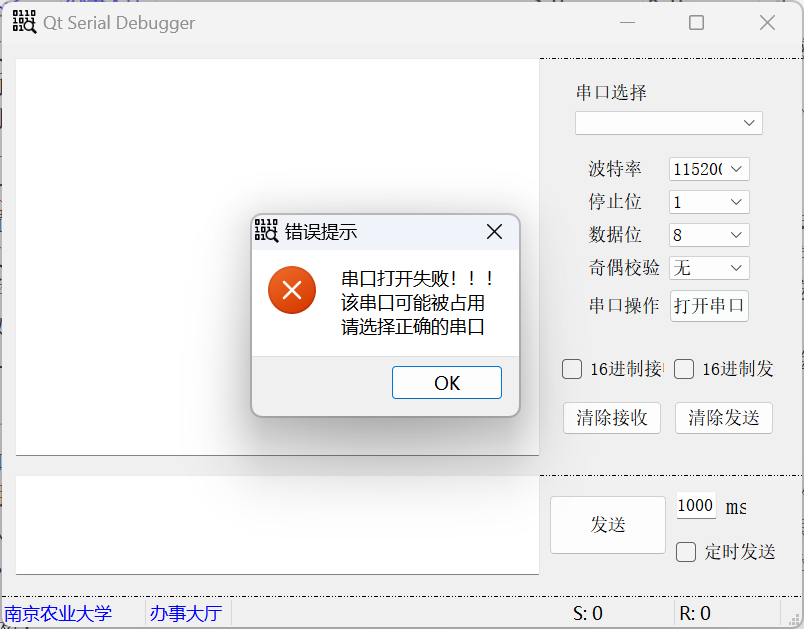 Qt Serial Debugger
串口选择
波特率 11520
停止位 1
数据位 8
奇偶校验 无
串口操作 打开串口
错误提示
串口打开失败！！！
该串口可能被占用
请选择正确的串口
OK
16进制接 16进制发
清除接收 清除发送
发送
1000 ms
定时发送
南京农业大学 办事大厅 S: 0 R: 0